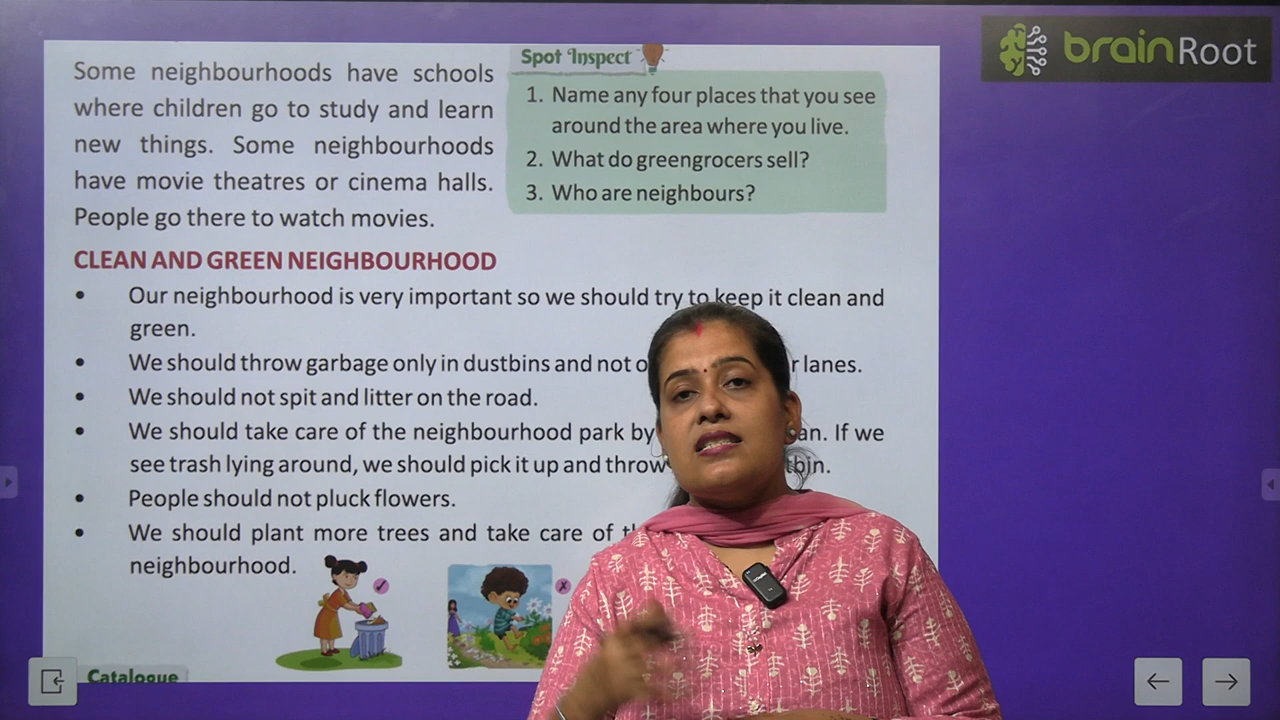 brainRoot
Some neighbourhoods have schools
where children go to study and learn
new things. Some neighbourhoods
have movie theatres or cinema halls.
People go there to watch movies.
Spot Inspect
1. Name any four places that you see
around the area where you live.
2. What do greengrocers sell?
3. Who are neighbours?
CLEAN AND GREEN NEIGHBOURHOOD
• Our neighbourhood is very important so we should try to keep it clean and
green.
• We should throw garbage only in dustbins and not lanes.
• We should not spit and litter on the road.
• We should take care of the neighbourhood park by If we
see trash lying around, we should pick it up and throw
• People should not pluck flowers.
• We should plant more trees and take care of
neighbourhood.
Catalogue